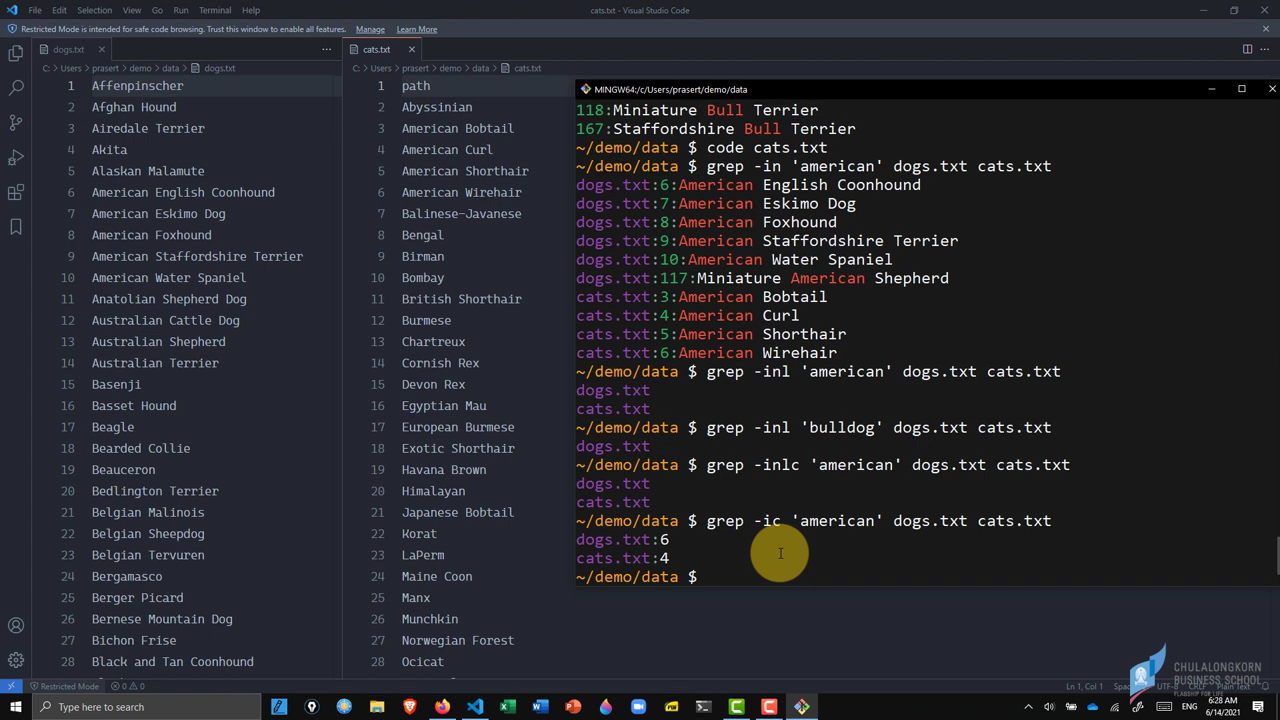 File Edit Selection View Go Run Terminal Help
cats.txt - Visual Studio Code
Restricted Mode is intended for safe code browsing. Trust this window to enable all features. Manage Learn More
dogs.txt
C: > Users > prasert > demo > data > dogs.txt
1 Affenpinscher
2 Afghan Hound
3 Airedale Terrier
4 Akita
5 Alaskan Malamute
6 American English Coonhound
7 American Eskimo Dog
8 American Foxhound
9 American Staffordshire Terrier
10 American Water Spaniel
11 Anatolian Shepherd Dog
12 Australian Cattle Dog
13 Australian Shepherd
14 Australian Terrier
15 Basenji
16 Basset Hound
17 Beagle
18 Bearded Collie
19 Beauceron
20 Bedlington Terrier
21 Belgian Malinois
22 Belgian Sheepdog
23 Belgian Tervuren
24 Bergamasco
25 Berger Picard
26 Bernese Mountain Dog
27 Bichon Frise
28 Black and Tan Coonhound
cats.txt
C: > Users > prasert > demo > data > cats.txt
1 path
2 Abyssinian
3 American Bobtail
4 American Curl
5 American Shorthair
6 American Wirehair
7 Balinese-Javanese
8 Bengal
9 Birman
10 Bombay
11 British Shorthair
12 Burmese
13 Chartreux
14 Cornish Rex
15 Devon Rex
16 Egyptian Mau
17 European Burmese
18 Exotic Shorthair
19 Havana Brown
20 Himalayan
21 Japanese Bobtail
22 Korat
23 LaPerm
24 Maine Coon
25 Manx
26 Munchkin
27 Norwegian Forest
28 Ocicat
MINGW64:/c/Users/prasert/demo/data
118:Miniature Bull Terrier
167:Staffordshire Bull Terrier
~/demo/data $ code cats.txt
~/demo/data $ grep -in 'american' dogs.txt cats.txt
dogs.txt:6:American English Coonhound
dogs.txt:7:American Eskimo Dog
dogs.txt:8:American Foxhound
dogs.txt:9:American Staffordshire Terrier
dogs.txt:10:American Water Spaniel
dogs.txt:117:Miniature American Shepherd
cats.txt:3:American Bobtail
cats.txt:4:American Curl
cats.txt:5:American Shorthair
cats.txt:6:American Wirehair
~/demo/data $ grep -inl 'american' dogs.txt cats.txt
dogs.txt
cats.txt
~/demo/data $ grep -inl 'bulldog' dogs.txt cats.txt
dogs.txt
~/demo/data $ grep -inlc 'american' dogs.txt cats.txt
dogs.txt
cats.txt
~/demo/data $ grep -ic 'american' dogs.txt cats.txt
dogs.txt:6
cats.txt:4
~/demo/data $
CHULALONGKORN
BUSINESS SCHOOL
FLAGSHIP FOR LIFE
Restricted Mode 0 0
Ln 1, Col 1 UTF-8 CRLF Plain Text
Type here to search
ENG 6:28 AM
6/14/2021